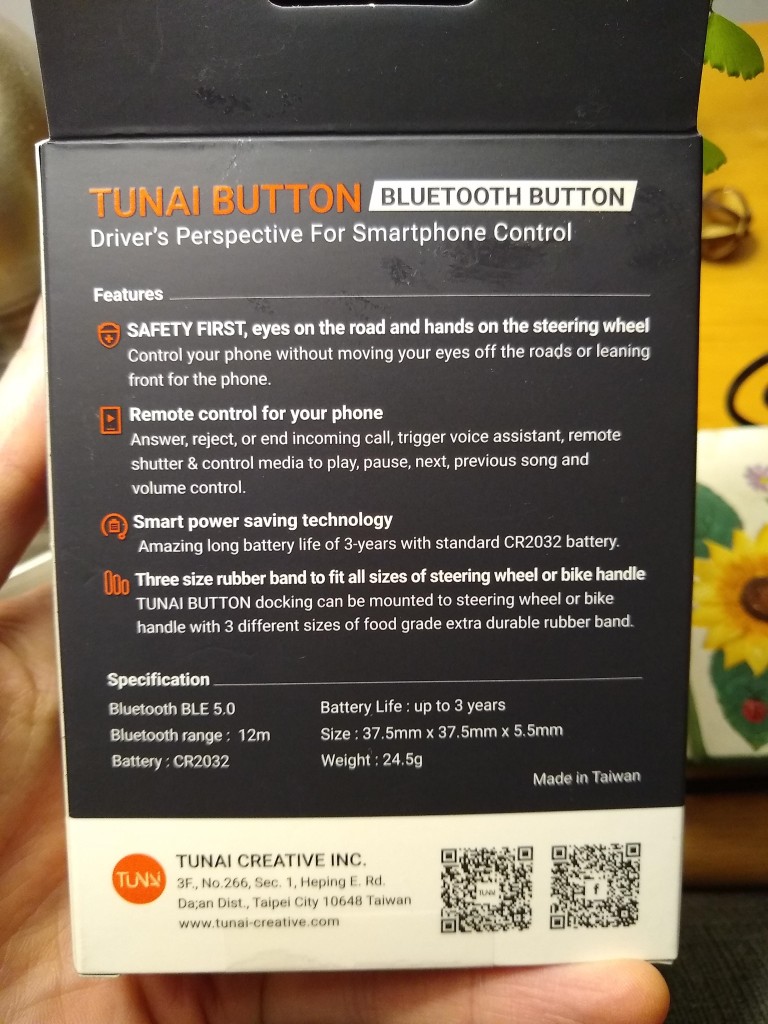 TUNAI BUTTON BLUETOOTH BUTTON
Driver's Perspective For Smartphone Control
Features
SAFETY FIRST, eyes on the road and hands on the steering wheel
Control your phone without moving your eyes off the roads or leaning
front for the phone.
Remote control for your phone
Answer, reject, or end incoming call, trigger voice assistant, remote
shutter & control media to play, pause, next, previous song and
volume control.
Smart power saving technology
Amazing long battery life of 3-years with standard CR2032 battery.
Three size rubber band to fit all sizes of steering wheel or bike handle
TUNAI BUTTON docking can be mounted to steering wheel or bike
handle with 3 different sizes of food grade extra durable rubber band.
Specification
Bluetooth BLE 5.0
Bluetooth range : 12m
Battery : CR2032
Battery Life : up to 3 years
Size : 37.5mm x 37.5mm x 5.5mm
Weight : 24.5g
Made in Taiwan
TUNAI
TUNAI CREATIVE INC.
3F., No.266, Sec. 1, Heping E. Rd.
Da;an Dist., Taipei City 10648 Taiwan
www.tunai-creative.com
TUNAI
f